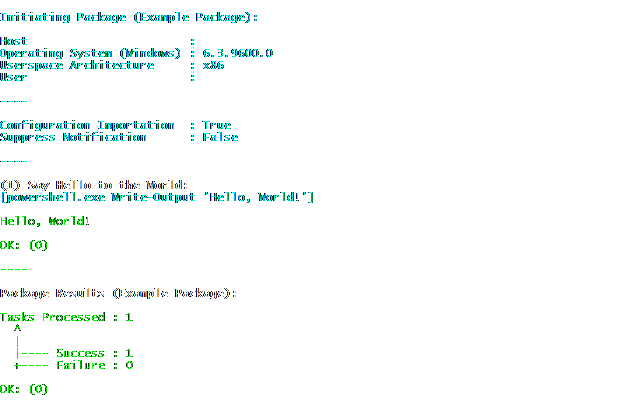 Initiating Package (Example Package):
Host                       :
Operating System (Windows) : 6.3.9600.0
Userspace Architecture     : x86
User                       :
----
Configuration Importation  : True
Suppress Notification      : False
----
(1) Say Hello to the World:
[powershell.exe Write-Output "Hello, World!"]
Hello, World!
OK: (0)
----
Package Results (Example Package):
Tasks Processed : 1
  ^
  |
  |---- Success : 1
  +---- Failure : 0
OK: (0)